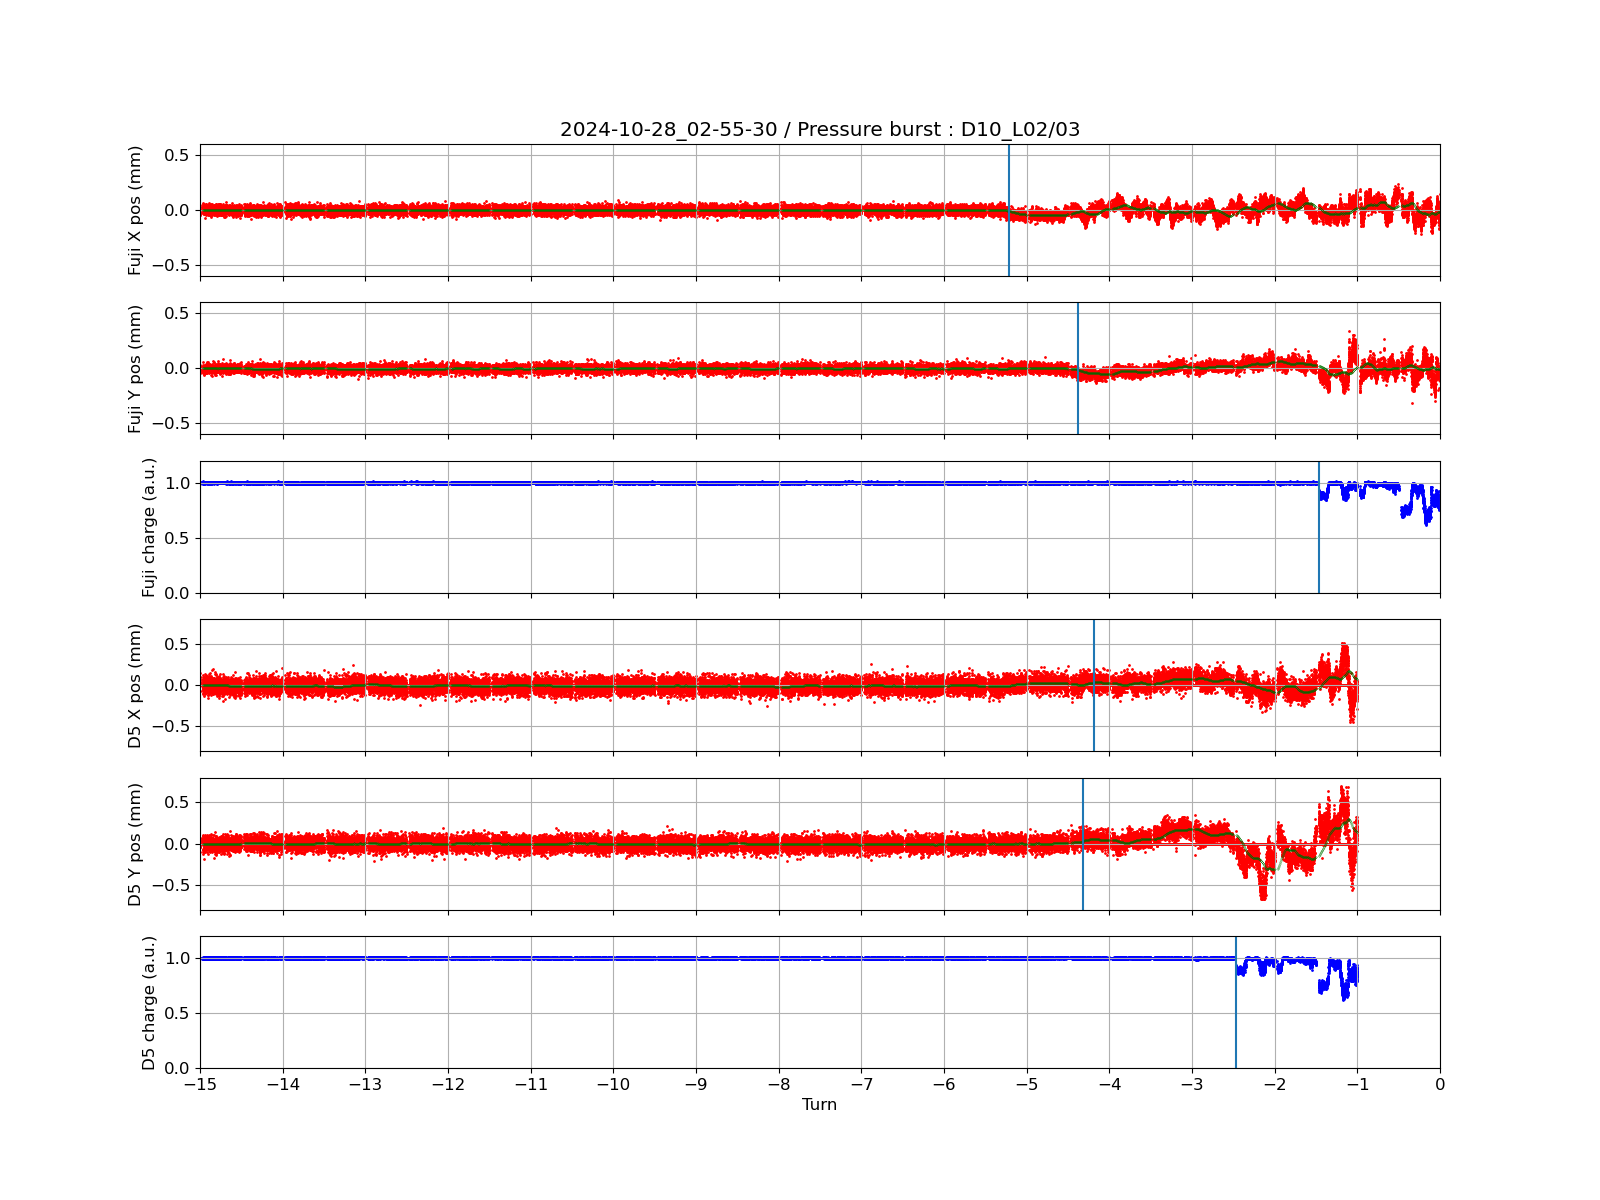 2024-10-28_02-55-30 / Pressure burst : D10_L02/03
Fuji X pos (mm)
0.5
0.0
−0.5
Fuji Y pos (mm)
0.5
0.0
−0.5
Fuji charge (a.u.)
1.0
0.5
0.0
D5 X pos (mm)
0.5
0.0
−0.5
D5 Y pos (mm)
0.5
0.0
−0.5
D5 charge (a.u.)
1.0
0.5
0.0
−15 −14 −13 −12 −11 −10 −9 −8 −7 −6 −5 −4 −3 −2 −1 0
Turn